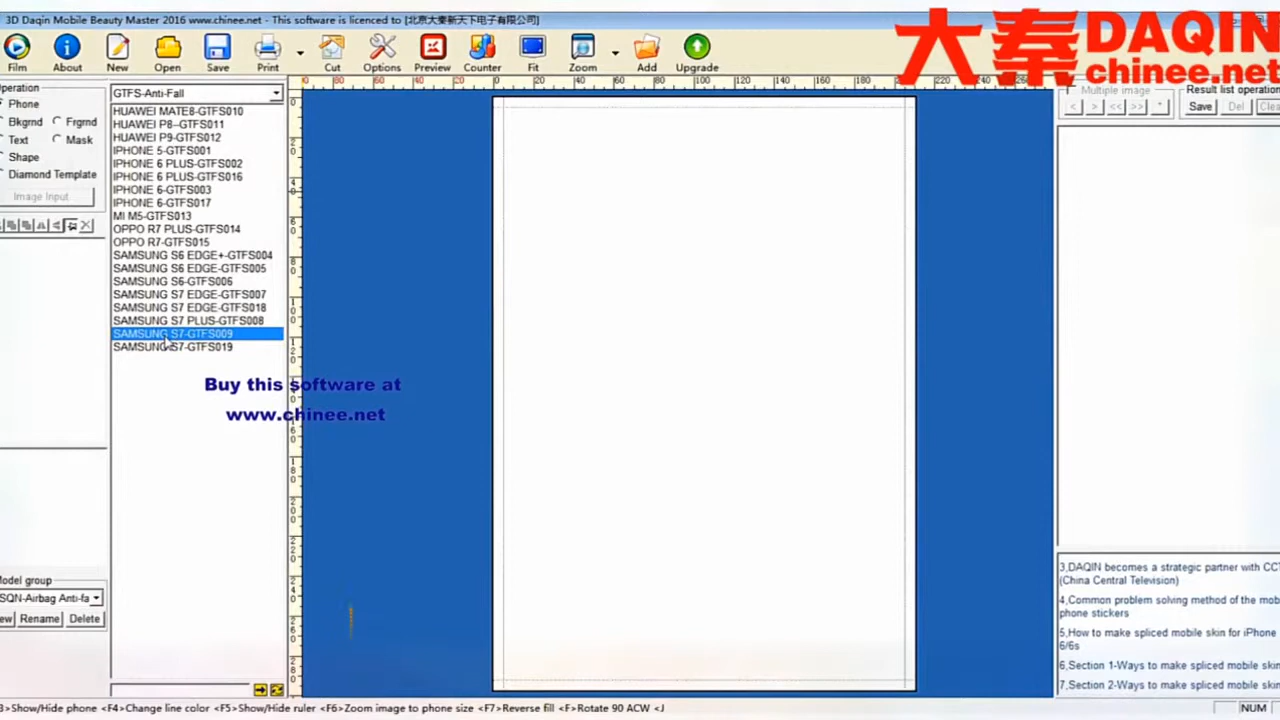 3D Daqin Mobile Beauty Master 2016 www.chinee.net - This software is licenced to [北京大秦新天下电子有限公司]
大秦 DAQIN
chinee.net
Film About New Open Save Print Cut Options Preview Counter Fit Zoom Add Upgrade
Operation
Phone
Bkgrnd Frgrnd
Text Mask
Shape
Diamond Template
Image Input
GTFS-Anti-Fall
HUAWEI MATE8-GTFS010
HUAWEI P8--GTFS011
HUAWEI P9-GTFS012
IPHONE 5-GTFS001
IPHONE 6 PLUS-GTFS002
IPHONE 6 PLUS-GTFS016
IPHONE 6-GTFS003
IPHONE 6-GTFS017
MI M5-GTFS013
OPPO R7 PLUS-GTFS014
OPPO R7-GTFS015
SAMSUNG S6 EDGE+-GTFS004
SAMSUNG S6 EDGE-GTFS005
SAMSUNG S6-GTFS006
SAMSUNG S7 EDGE-GTFS007
SAMSUNG S7 EDGE-GTFS018
SAMSUNG S7 PLUS-GTFS008
SAMSUNG S7-GTFS009
SAMSUNG S7-GTFS019
Buy this software at
www.chinee.net
Multiple image
< > << >> *
Result list operation
Save Del Clea
Model group
SQN-Airbag Anti-fa
ew Rename Delete
3,DAQIN becomes a strategic partner with CCT
(China Central Television)
4,Common problem solving method of the mob
phone stickers
5,How to make spliced mobile skin for iPhone
6/6s
6,Section 1-Ways to make spliced mobile skin
7,Section 2-Ways to make spliced mobile skin
3>Show/Hide phone <F4>Change line color <F5>Show/Hide ruler <F6>Zoom image to phone size <F7>Reverse fill <F>Rotate 90 ACW <J
NUM